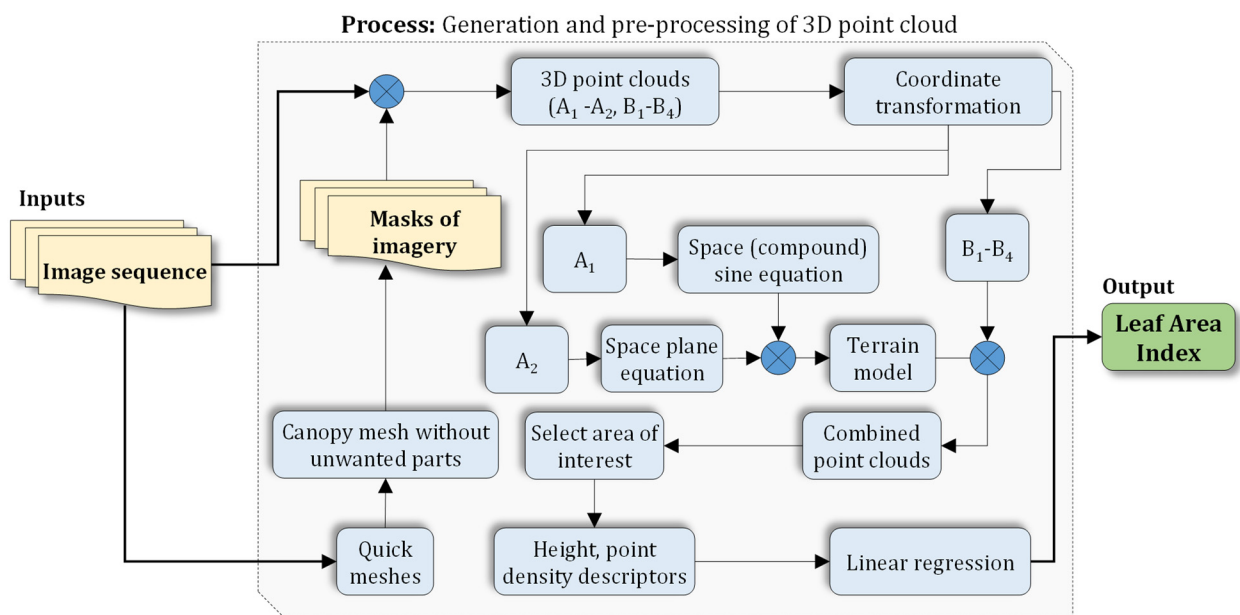 Process: Generation and pre-processing of 3D point cloud
Inputs
Image sequence
Masks of
imagery
3D point clouds
(A₁ -A₂, B₁-B₄)
Coordinate
transformation
A₁
Space (compound)
sine equation
B₁-B₄
A₂
Space plane
equation
Terrain
model
Output
Leaf Area
Index
Canopy mesh without
unwanted parts
Select area of
interest
Combined
point clouds
Quick
meshes
Height, point
density descriptors
Linear regression